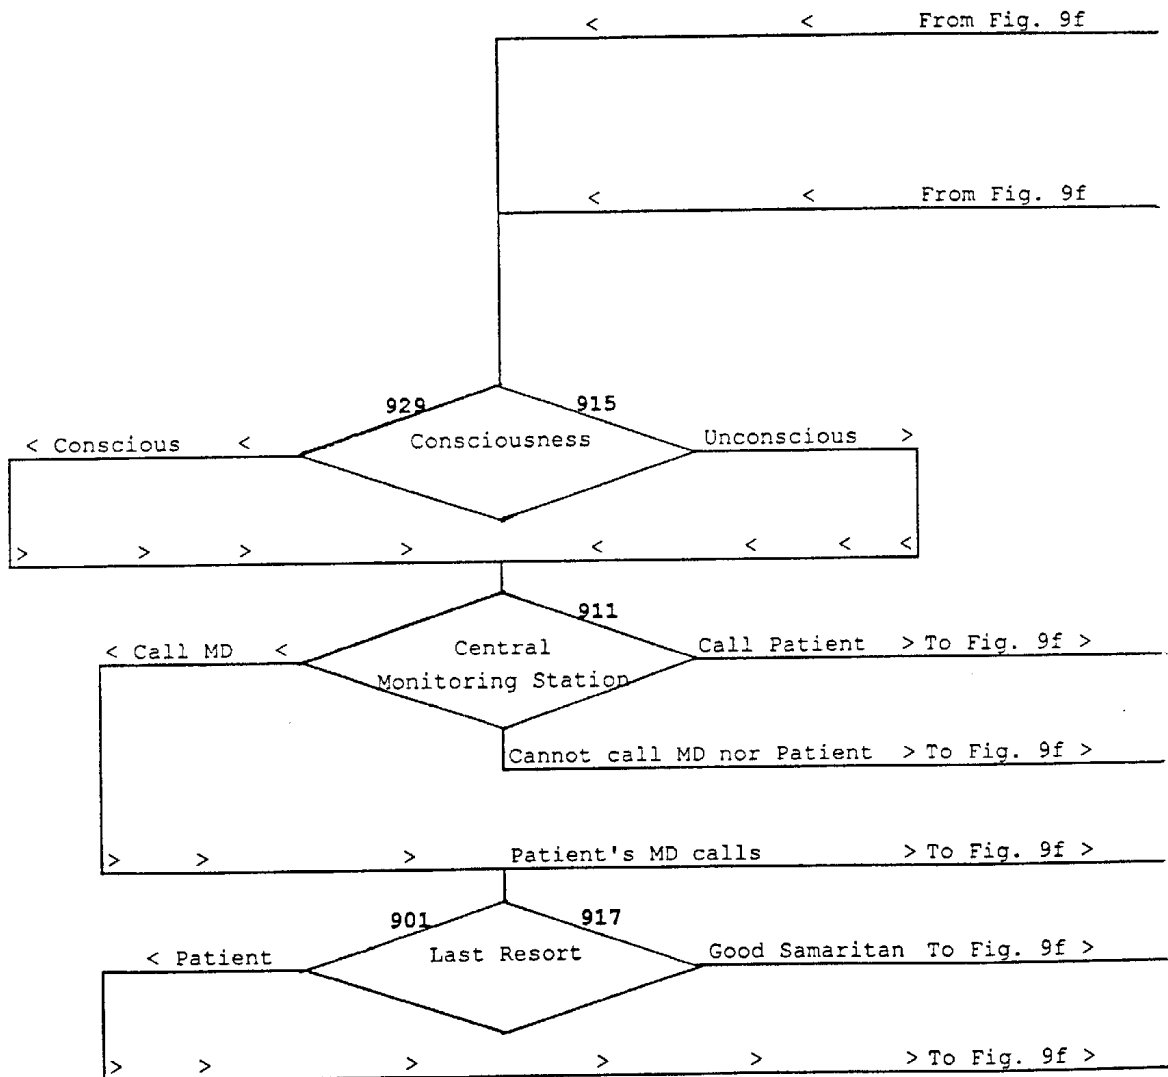 < < From Fig. 9f
< < From Fig. 9f
929 915
< Conscious < Consciousness Unconscious >
> > > > < < < <
911
< Call MD < Central Call Patient > To Fig. 9f >
Monitoring Station
Cannot call MD nor Patient > To Fig. 9f >
> > > Patient's MD calls > To Fig. 9f >
901 917
< Patient Last Resort Good Samaritan To Fig. 9f >
> > > > > > To Fig. 9f >